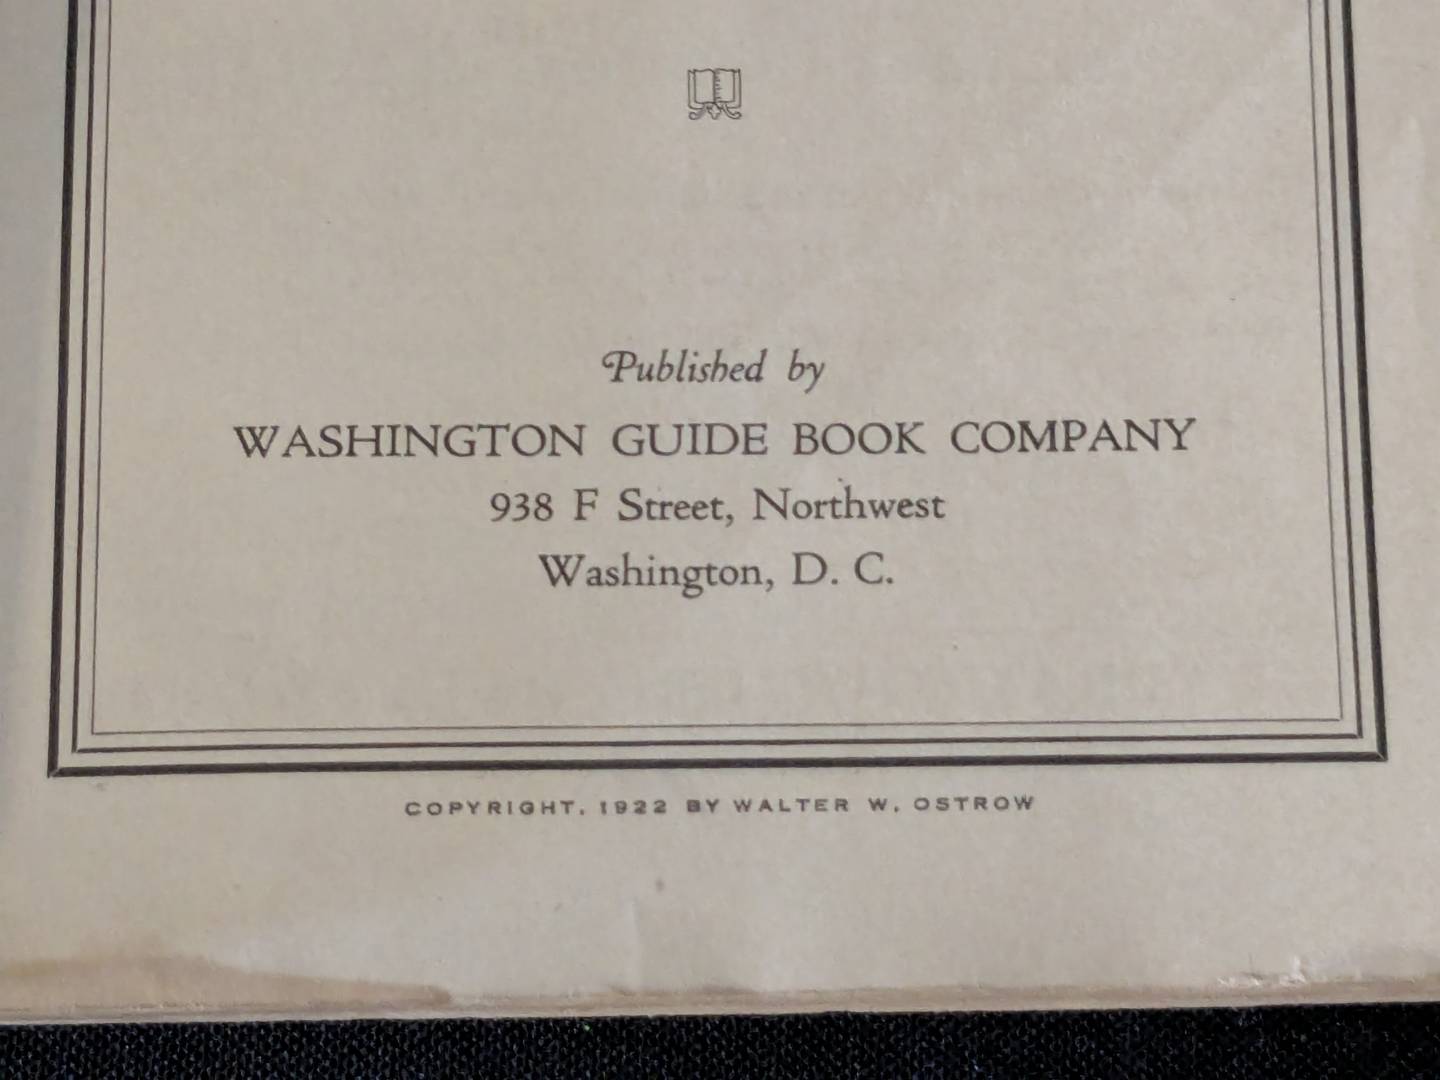 Published by
WASHINGTON GUIDE BOOK COMPANY
938 F Street, Northwest
Washington, D. C.
COPYRIGHT, 1922 BY WALTER W. OSTROW